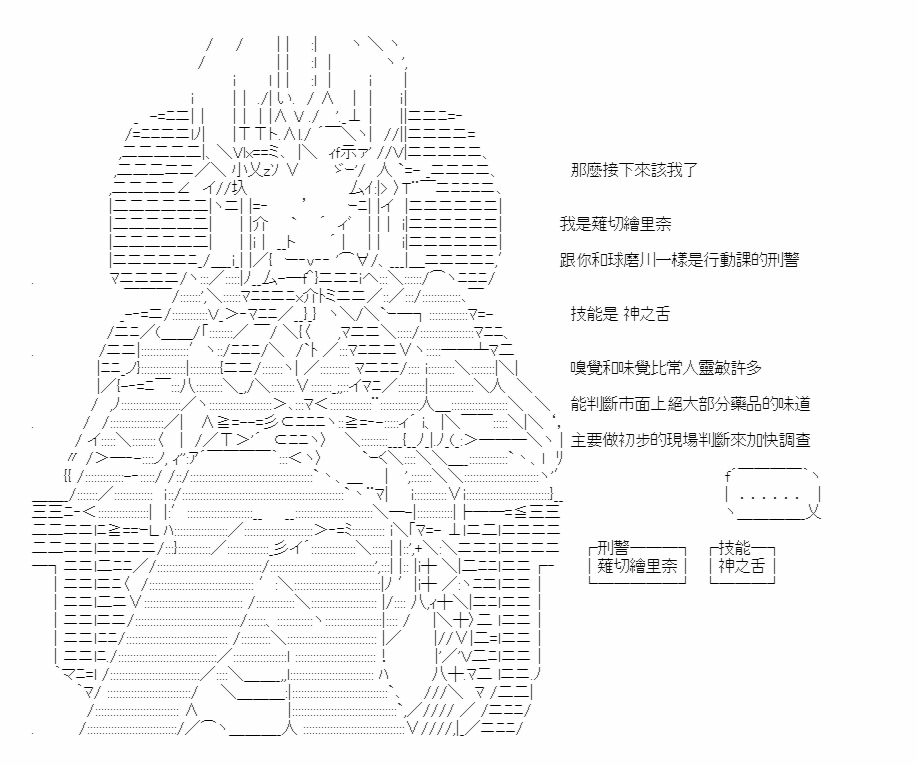 那麼接下來該我了
我是薙切繪里奈
跟你和球磨川一樣是行動課的刑警
技能是 神之舌
嗅覺和味覺比常人靈敏許多
能判斷市面上絕大部分藥品的味道
主要做初步的現場判斷來加快調查
......
刑警
薙切繪里奈
技能
神之舌